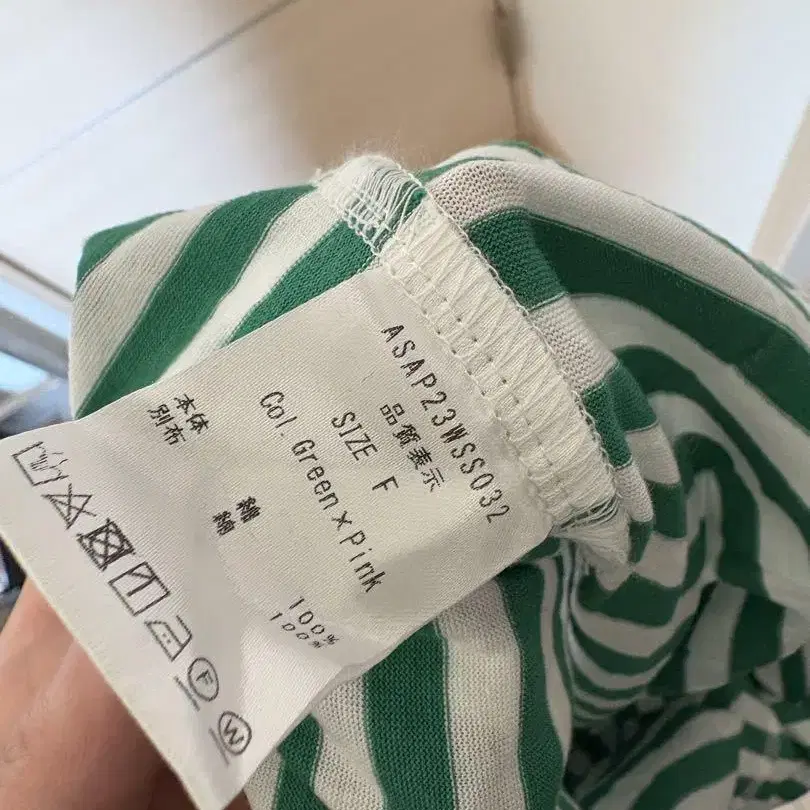 ASAP23WSS032
品質表示
SIZE F
Col. Green×Pink
本体 綿 100%
別布 綿 100%
F
W